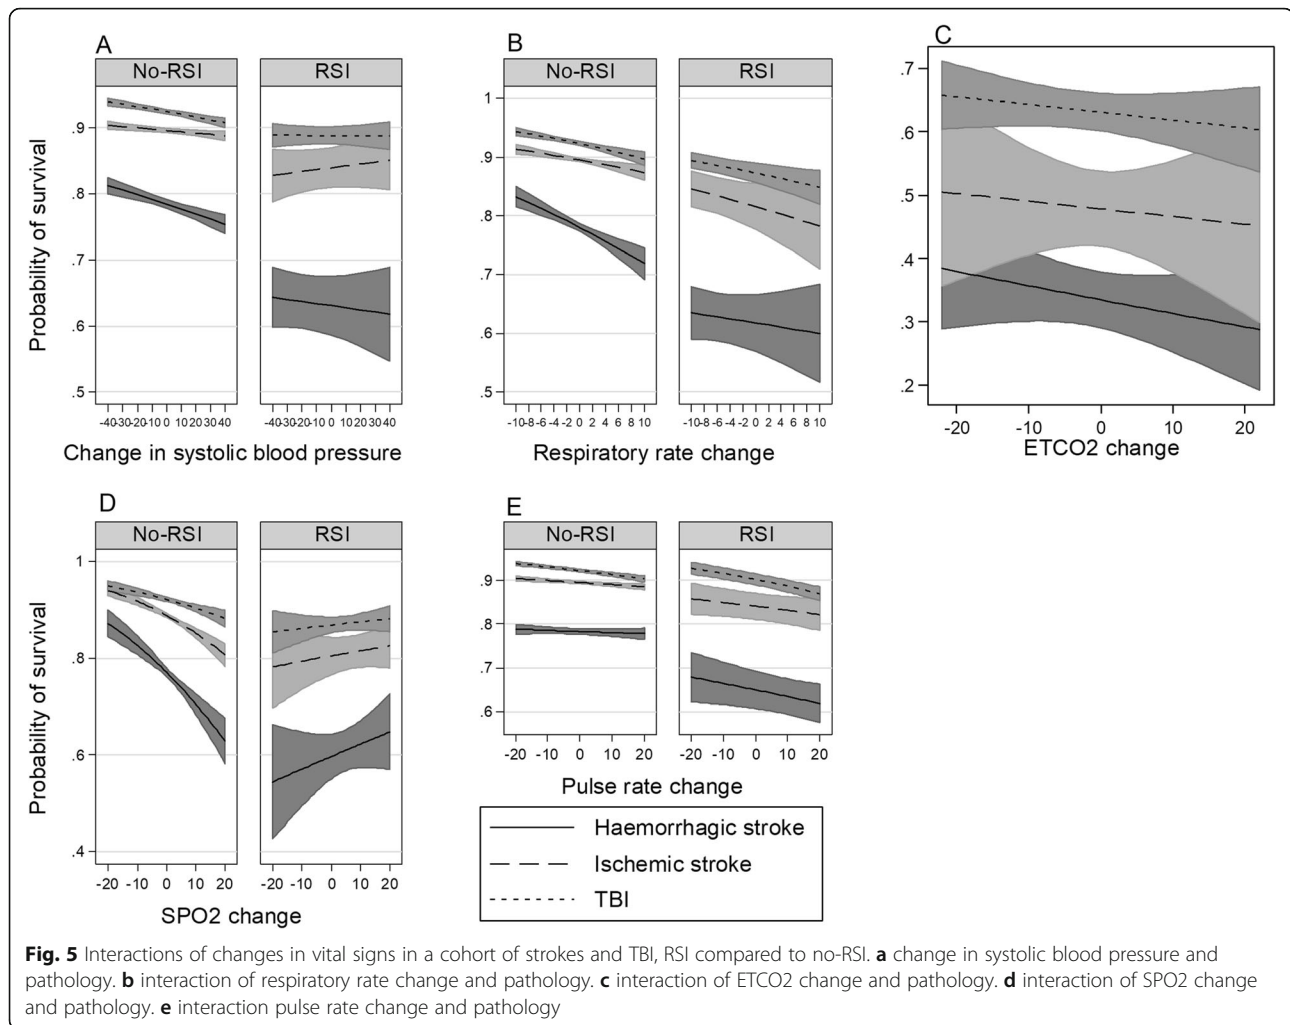 A
No-RSI
RSI
Probability of survival
.9
.8
.7
.6
.5
-40-30-20-10 0 10 20 30 40
-40-30-20-10 0 10 20 30 40
Change in systolic blood pressure
B
No-RSI
RSI
1
.9
.8
.7
.6
.5
-10-8-6-4-2 0 2 4 6 8 10
-10-8-6-4-2 0 2 4 6 8 10
Respiratory rate change
C
.7
.6
.5
.4
.3
.2
-20 -10 0 10 20
ETCO2 change
D
No-RSI
RSI
Probability of survival
1
.8
.6
.4
-20 -10 0 10 20
-20 -10 0 10 20
SPO2 change
E
No-RSI
RSI
.9
.8
.7
.6
-20 -10 0 10 20
-20 -10 0 10 20
Pulse rate change
Haemorrhagic stroke
Ischemic stroke
TBI
Fig. 5 Interactions of changes in vital signs in a cohort of strokes and TBI, RSI compared to no-RSI. a change in systolic blood pressure and
pathology. b interaction of respiratory rate change and pathology. c interaction of ETCO2 change and pathology. d interaction of SPO2 change
and pathology. e interaction pulse rate change and pathology